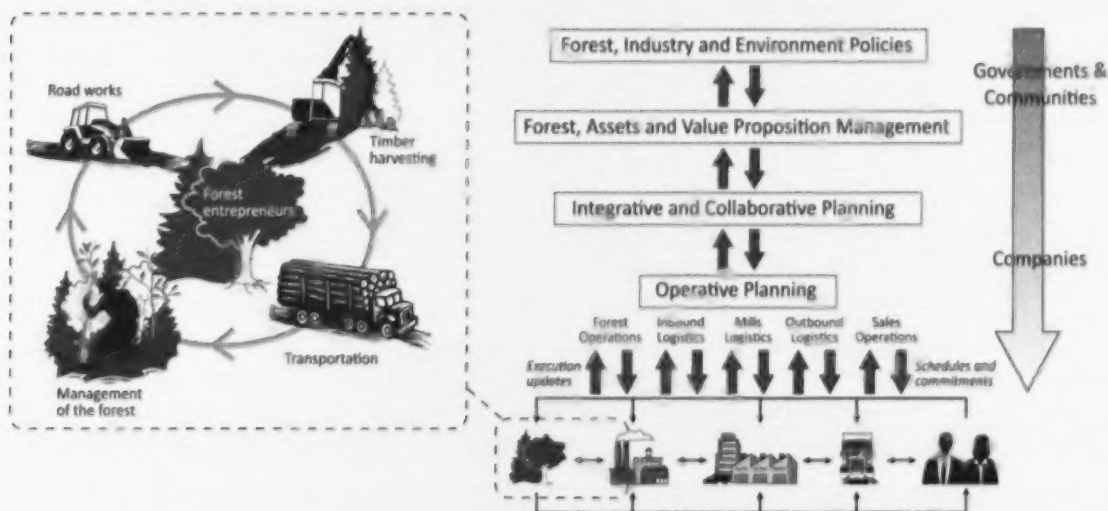 Road works
Timber
harvesting
Forest
entrepreneurs
Transportation
Management
of the forest
Forest, Industry and Environment Policies
Forest, Assets and Value Proposition Management
Integrative and Collaborative Planning
Operative Planning
Governments &
Communities
Companies
Forest
Operations
Inbound
Logistics
Mills
Logistics
Outbound
Logistics
Sales
Operations
Execution
updates
Schedules and
commitments